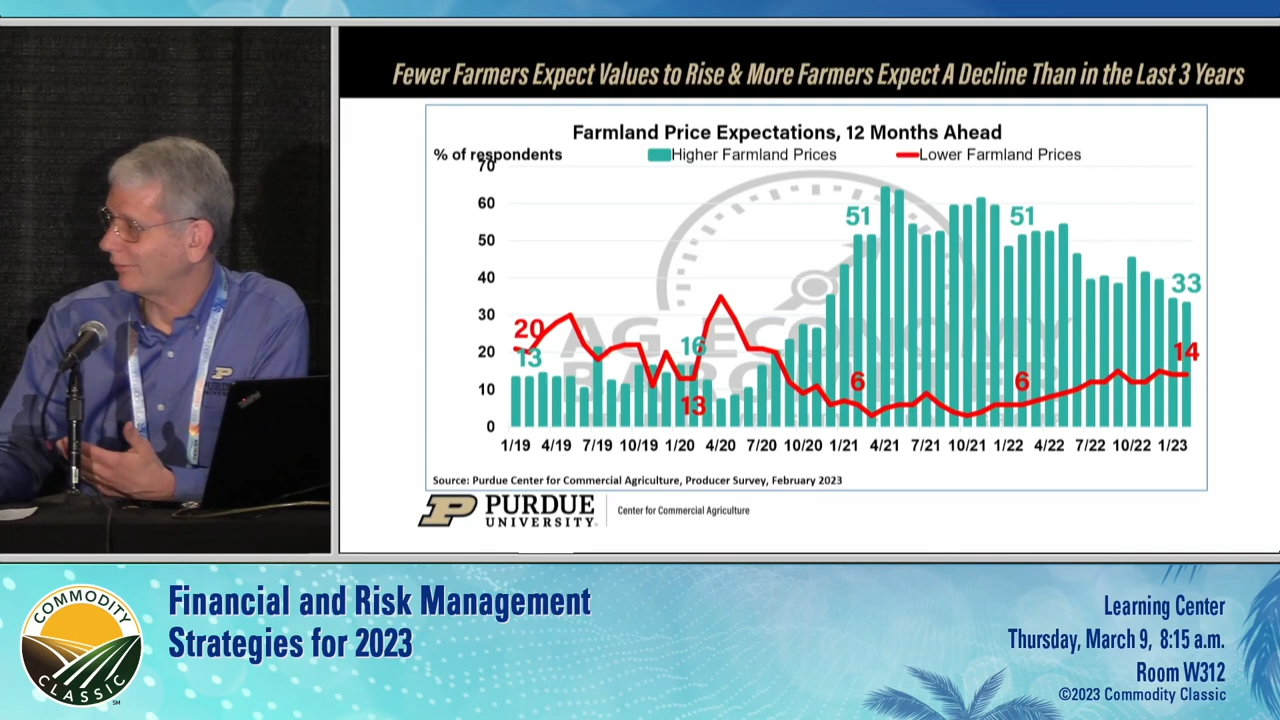 Fewer Farmers Expect Values to Rise & More Farmers Expect A Decline Than in the Last 3 Years
Farmland Price Expectations, 12 Months Ahead
% of respondents
Higher Farmland Prices
Lower Farmland Prices
70
60
50
40
30
20
10
0
20
13
16
13
51
6
51
6
33
14
AG ECONOMY
BAROMETER
1/19 4/19 7/19 10/19 1/20 4/20 7/20 10/20 1/21 4/21 7/21 10/21 1/22 4/22 7/22 10/22 1/23
Source: Purdue Center for Commercial Agriculture, Producer Survey, February 2023
P PURDUE
UNIVERSITY
Center for Commercial Agriculture
COMMODITY
CLASSIC
SM
Financial and Risk Management
Strategies for 2023
Learning Center
Thursday, March 9, 8:15 a.m.
Room W312
©2023 Commodity Classic